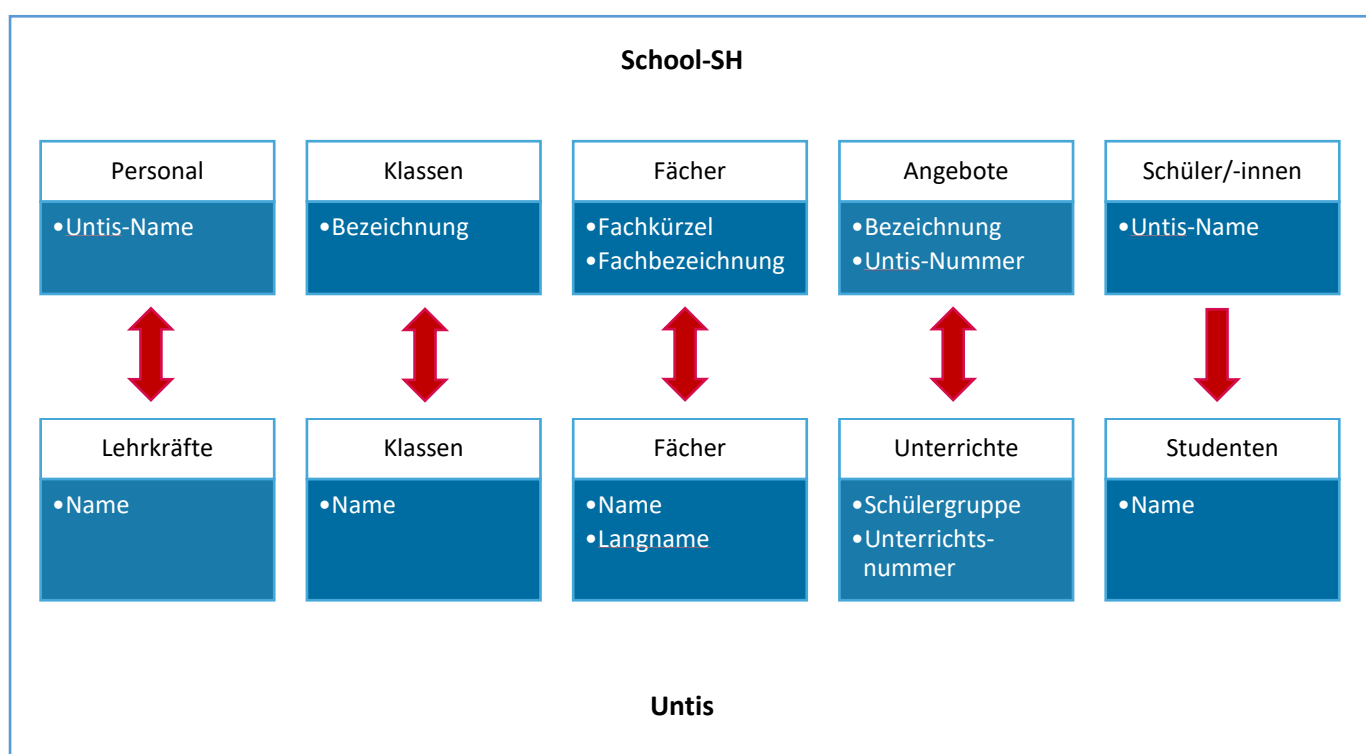 School-SH
Personal
•Untis-Name
Klassen
•Bezeichnung
Fächer
•Fachkürzel
•Fachbezeichnung
Angebote
•Bezeichnung
•Untis-Nummer
Schüler/-innen
•Untis-Name
Lehrkräfte
•Name
Klassen
•Name
Fächer
•Name
•Langname
Unterrichte
•Schülergruppe
•Unterrichts-
nummer
Studenten
•Name
Untis